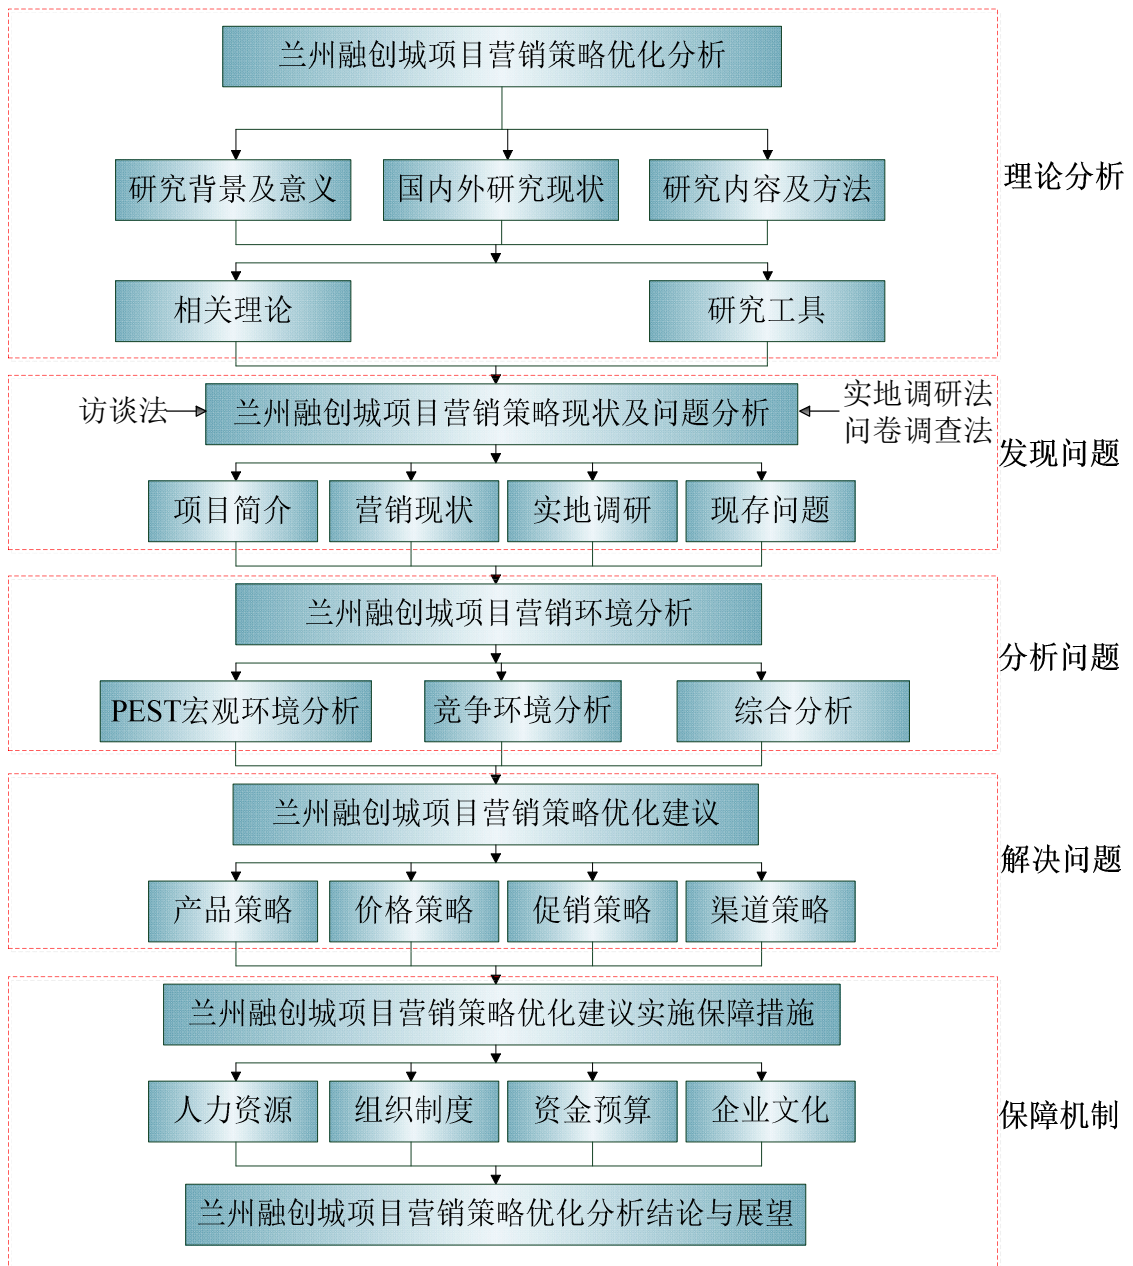 兰州融创城项目营销策略优化分析
研究背景及意义
国内外研究现状
研究内容及方法
理论分析
相关理论
研究工具
访谈法
兰州融创城项目营销策略现状及问题分析
实地调研法
问卷调查法
发现问题
项目简介
营销现状
实地调研
现存问题
兰州融创城项目营销环境分析
分析问题
PEST宏观环境分析
竞争环境分析
综合分析
兰州融创城项目营销策略优化建议
解决问题
产品策略
价格策略
促销策略
渠道策略
兰州融创城项目营销策略优化建议实施保障措施
人力资源
组织制度
资金预算
企业文化
保障机制
兰州融创城项目营销策略优化分析结论与展望